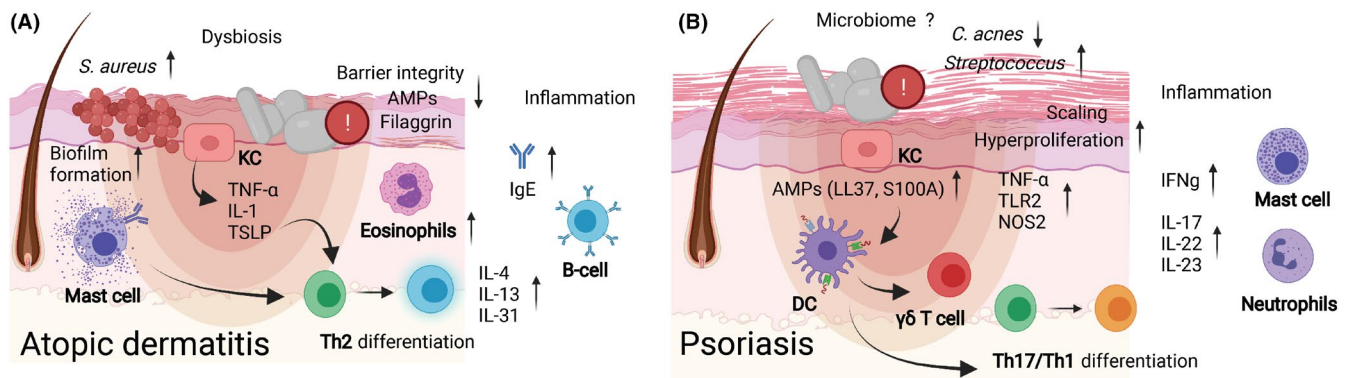 (A)
Dysbiosis
S. aureus
Barrier integrity
AMPs
Filaggrin
Inflammation
!
Biofilm
formation
KC
TNF-α
IL-1
TSLP
IgE
Eosinophils
B-cell
Mast cell
IL-4
IL-13
IL-31
Th2 differentiation
Atopic dermatitis
(B)
Microbiome ?
C. acnes
Streptococcus
!
Inflammation
Scaling
Hyperproliferation
KC
AMPs (LL37, S100A)
TNF-α
TLR2
NOS2
IFNg
Mast cell
IL-17
IL-22
IL-23
DC
γδ T cell
Neutrophils
Th17/Th1 differentiation
Psoriasis